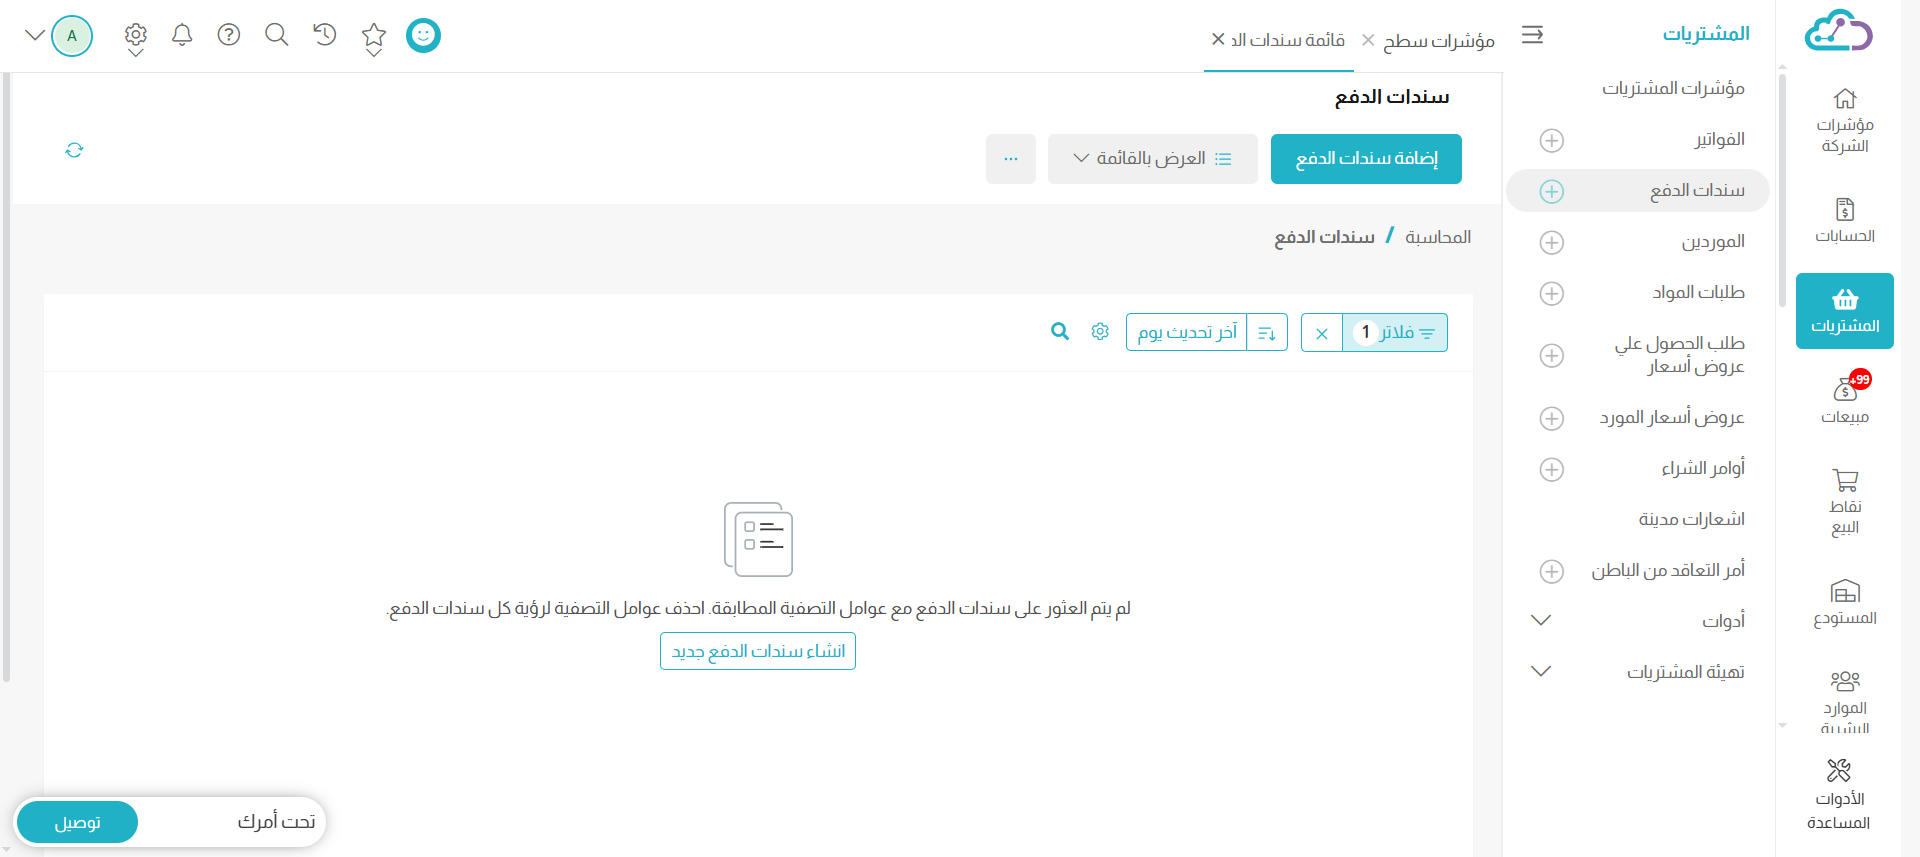 مؤشرات
الشركة
الحسابات
المشتريات
99+
مبيعات
نقاط
البيع
المستودع
الموارد
البشرية
الأدوات
المساعدة
المشتريات
مؤشرات المشتريات
الفواتير
سندات الدفع
الموردين
طلبات المواد
طلب الحصول علي
عروض أسعار
عروض أسعار المورد
أوامر الشراء
اشعارات مدينة
أمر التعاقد من الباطن
أدوات
تهيئة المشتريات
مؤشرات سطح
قائمة سندات الد
A
سندات الدفع
إضافة سندات الدفع
العرض بالقائمة
...
المحاسبة / سندات الدفع
فلاتر 1
آخر تحديث يوم
لم يتم العثور على سندات الدفع مع عوامل التصفية المطابقة. احذف عوامل التصفية لرؤية كل سندات الدفع.
انشاء سندات الدفع جديد
تحت أمرك
توصيل